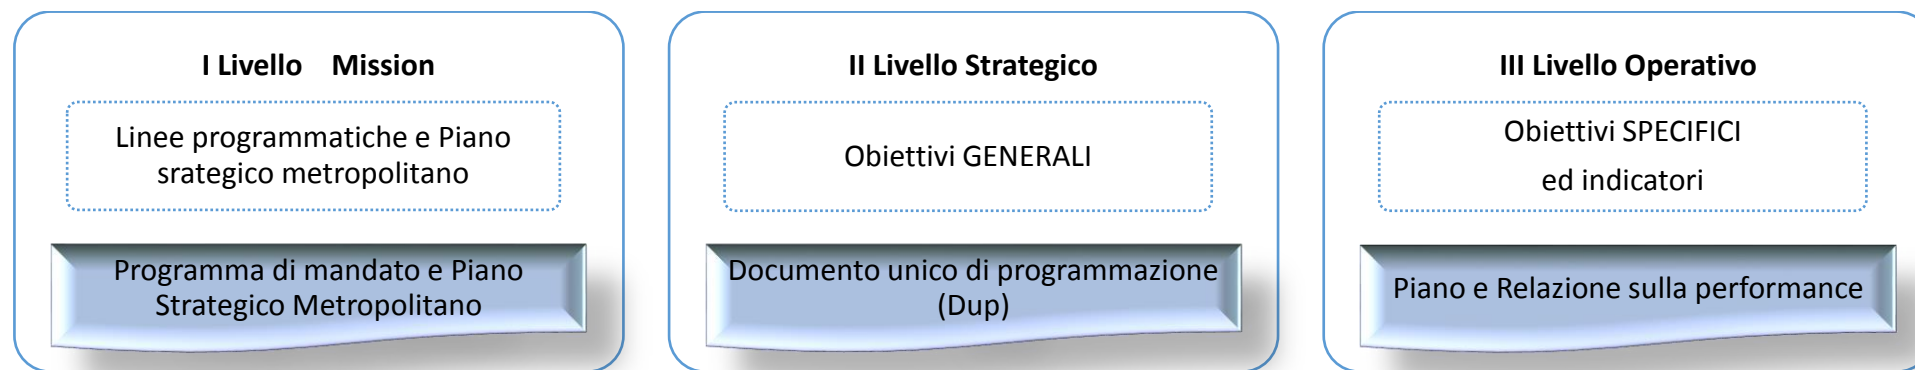 I Livello    Mission
Linee programmatiche e Piano
srategico metropolitano
Programma di mandato e Piano
Strategico Metropolitano
II Livello Strategico
Obiettivi GENERALI
Documento unico di programmazione
(Dup)
III Livello Operativo
Obiettivi SPECIFICI
ed indicatori
Piano e Relazione sulla performance